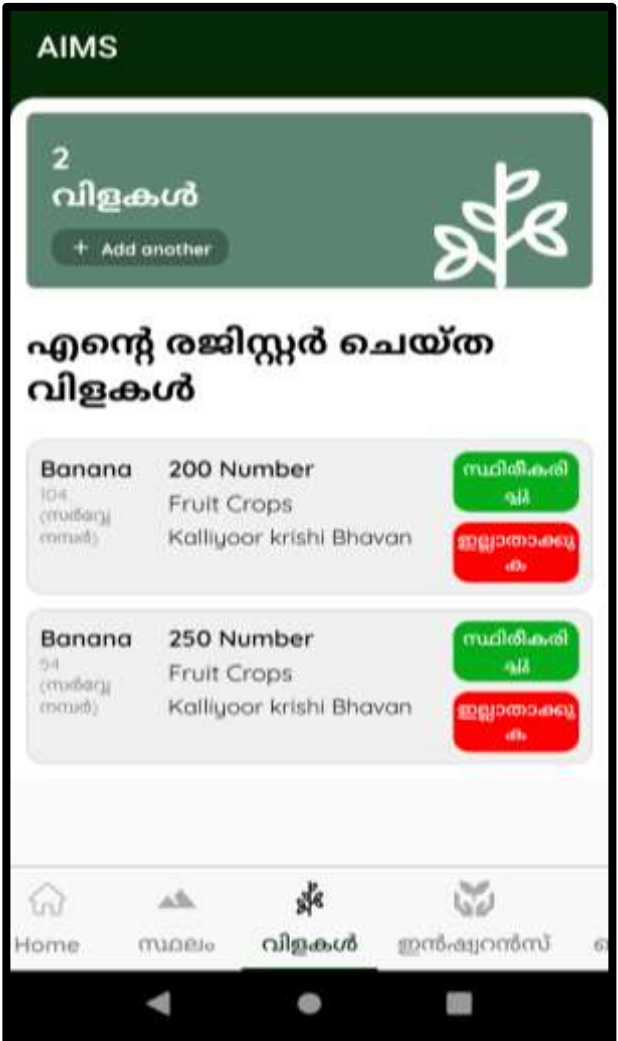 AIMS
2
വിളകൾ
+ Add another
എന്റെ രജിസ്റ്റർ ചെയ്ത
വിളകൾ
Banana
104
(സർവ്വേ
നമ്പർ)
200 Number
Fruit Crops
Kalliyoor krishi Bhavan
സ്ഥിരീകരി
ച്ചു
ഇല്ലാതാക്കു
ക
Banana
94
(സർവ്വേ
നമ്പർ)
250 Number
Fruit Crops
Kalliyoor krishi Bhavan
സ്ഥിരീകരി
ച്ചു
ഇല്ലാതാക്കു
ക
Home
സ്ഥലം
വിളകൾ
ഇൻഷ്വറൻസ്